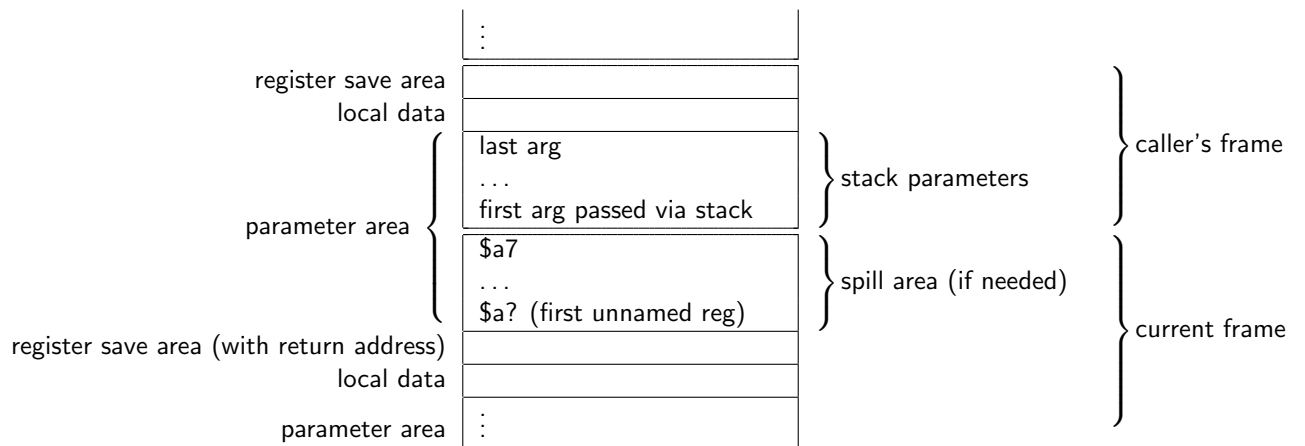 ⋮
register save area
local data
last arg
caller's frame
. . .
stack parameters
first arg passed via stack
parameter area
$a7
. . .
spill area (if needed)
$a? (first unnamed reg)
current frame
register save area (with return address)
local data
⋮
parameter area